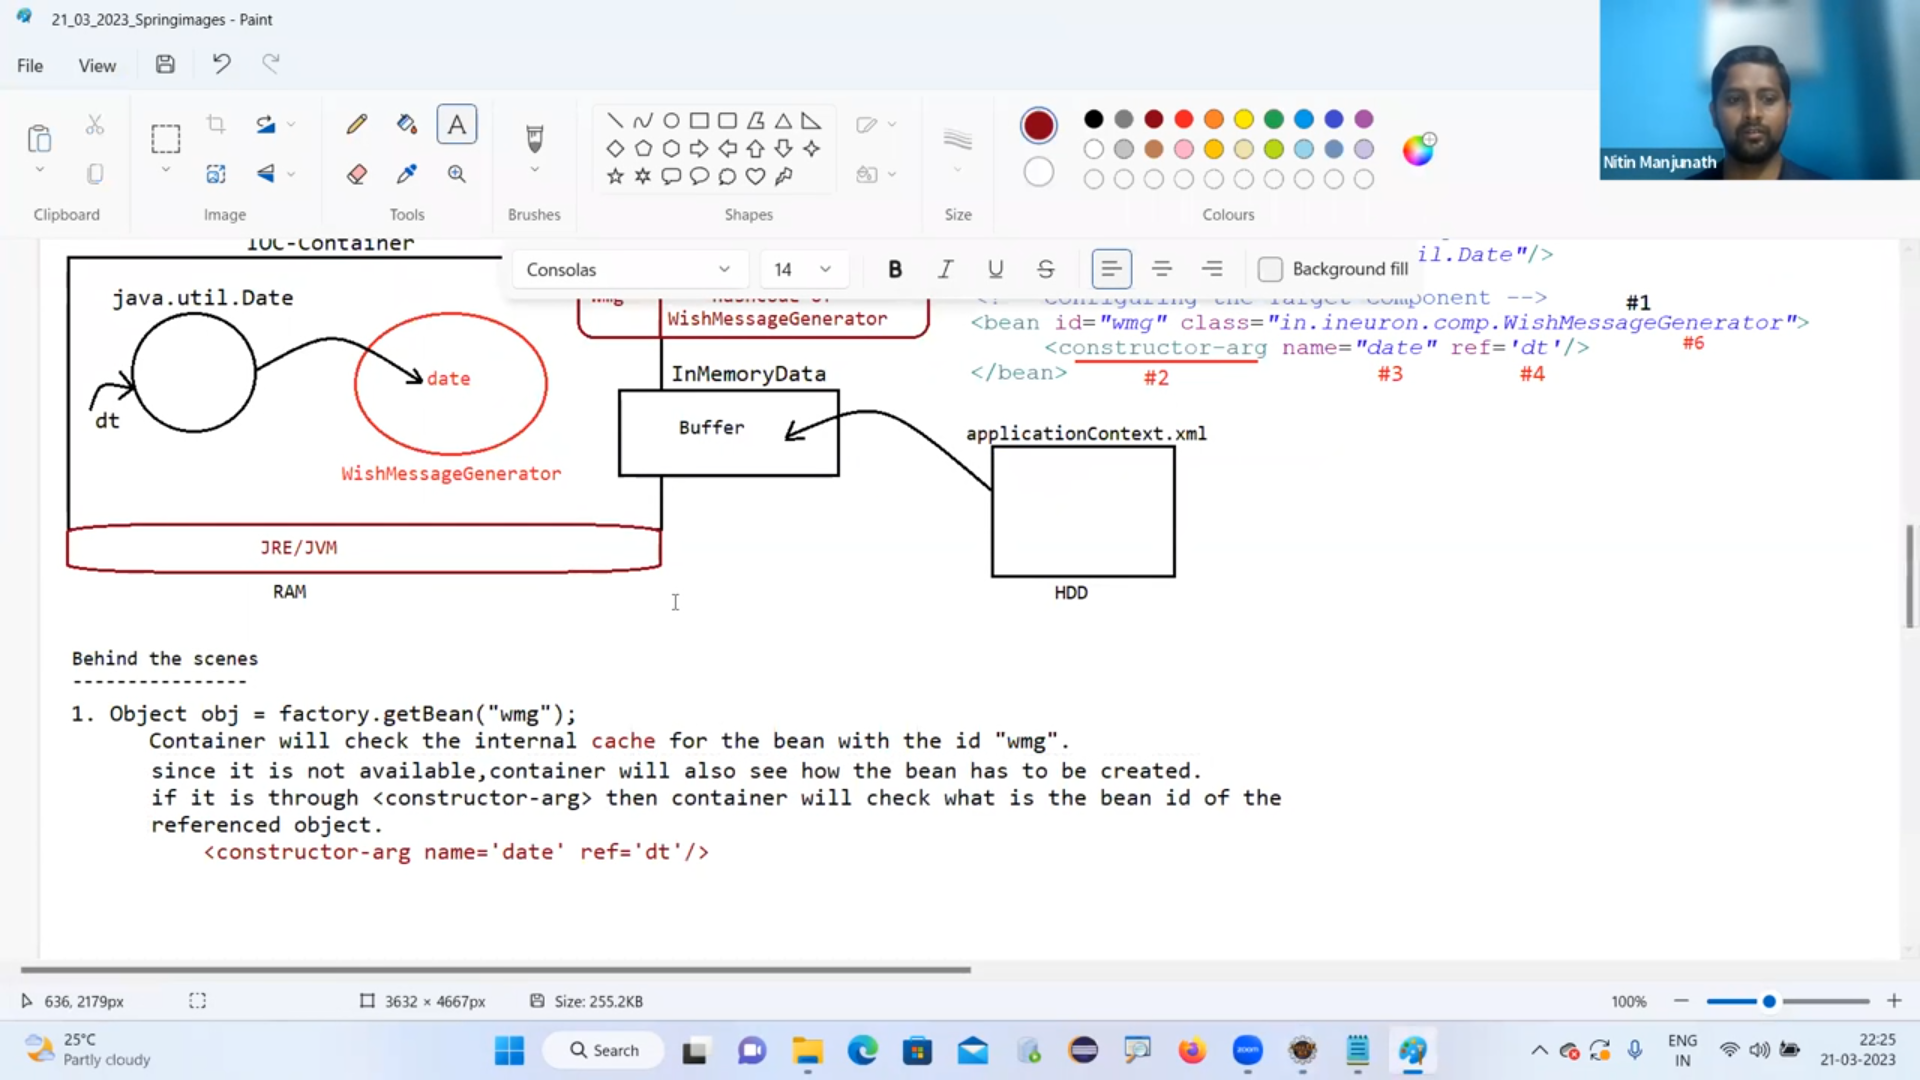 21_03_2023_Springimages - Paint
File
View
Clipboard
Image
Tools
Brushes
Shapes
Size
Colours
Nitin Manjunath
Consolas
14
B
I
U
S
Background fill
IOC-Container
java.util.Date
dt
date
WishMessageGenerator
JRE/JVM
RAM
wmg
WishMessageGenerator
InMemoryData
Buffer
il.Date"/>
Configuring the Target Component -->
#1
<bean id="wmg" class="in.ineuron.comp.WishMessageGenerator">
#6
<constructor-arg name="date" ref='dt'/>
</bean>
#2
#3
#4
applicationContext.xml
HDD
Behind the scenes
----------------
1. Object obj = factory.getBean("wmg");
Container will check the internal cache for the bean with the id "wmg".
since it is not available,container will also see how the bean has to be created.
if it is through <constructor-arg> then container will check what is the bean id of the
referenced object.
<constructor-arg name='date' ref='dt'/>
636, 2179px
3632 × 4667px
Size: 255.2KB
100%
25°C
Partly cloudy
Search
zoom
ENG
IN
22:25
21-03-2023